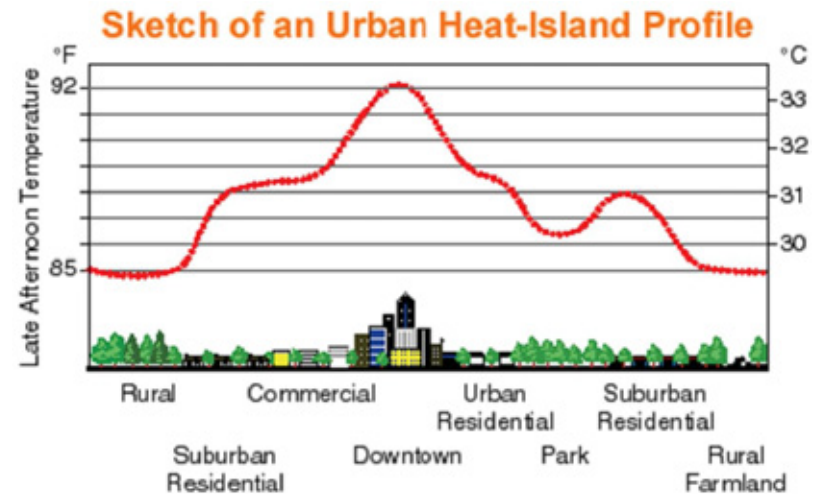 Sketch of an Urban Heat-Island Profile
°F
°C
92
85
33
32
31
30
Late Afternoon Temperature
Rural
Commercial
Urban
Residential
Suburban
Residential
Suburban
Residential
Downtown
Park
Rural
Farmland